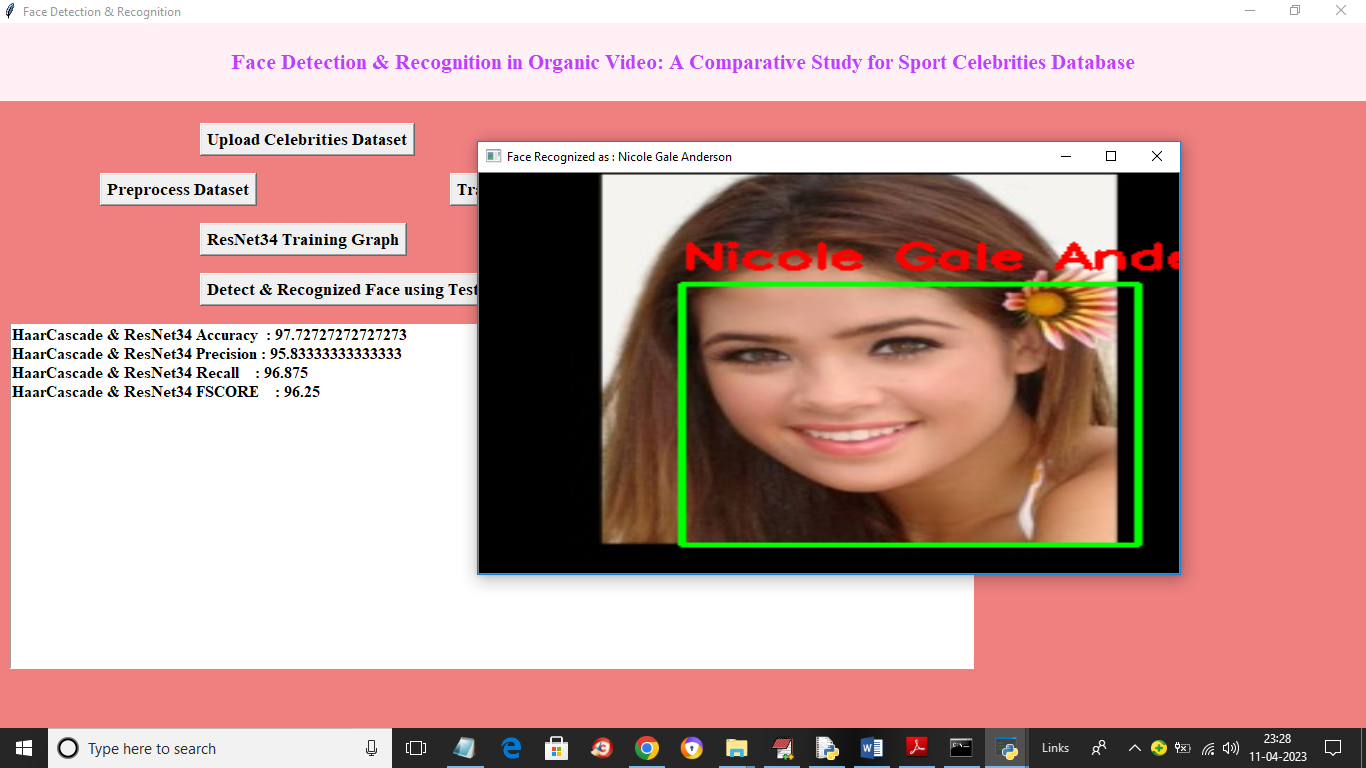 Face Detection & Recognition
Face Detection & Recognition in Organic Video: A Comparative Study for Sport Celebrities Database
Upload Celebrities Dataset
Preprocess Dataset
Tra
ResNet34 Training Graph
Detect & Recognized Face using Test
HaarCascade & ResNet34 Accuracy : 97.72727272727273
HaarCascade & ResNet34 Precision : 95.83333333333333
HaarCascade & ResNet34 Recall : 96.875
HaarCascade & ResNet34 FSCORE : 96.25
Face Recognized as : Nicole Gale Anderson
Nicole Gale Ande
Type here to search
Links
23:28
11-04-2023